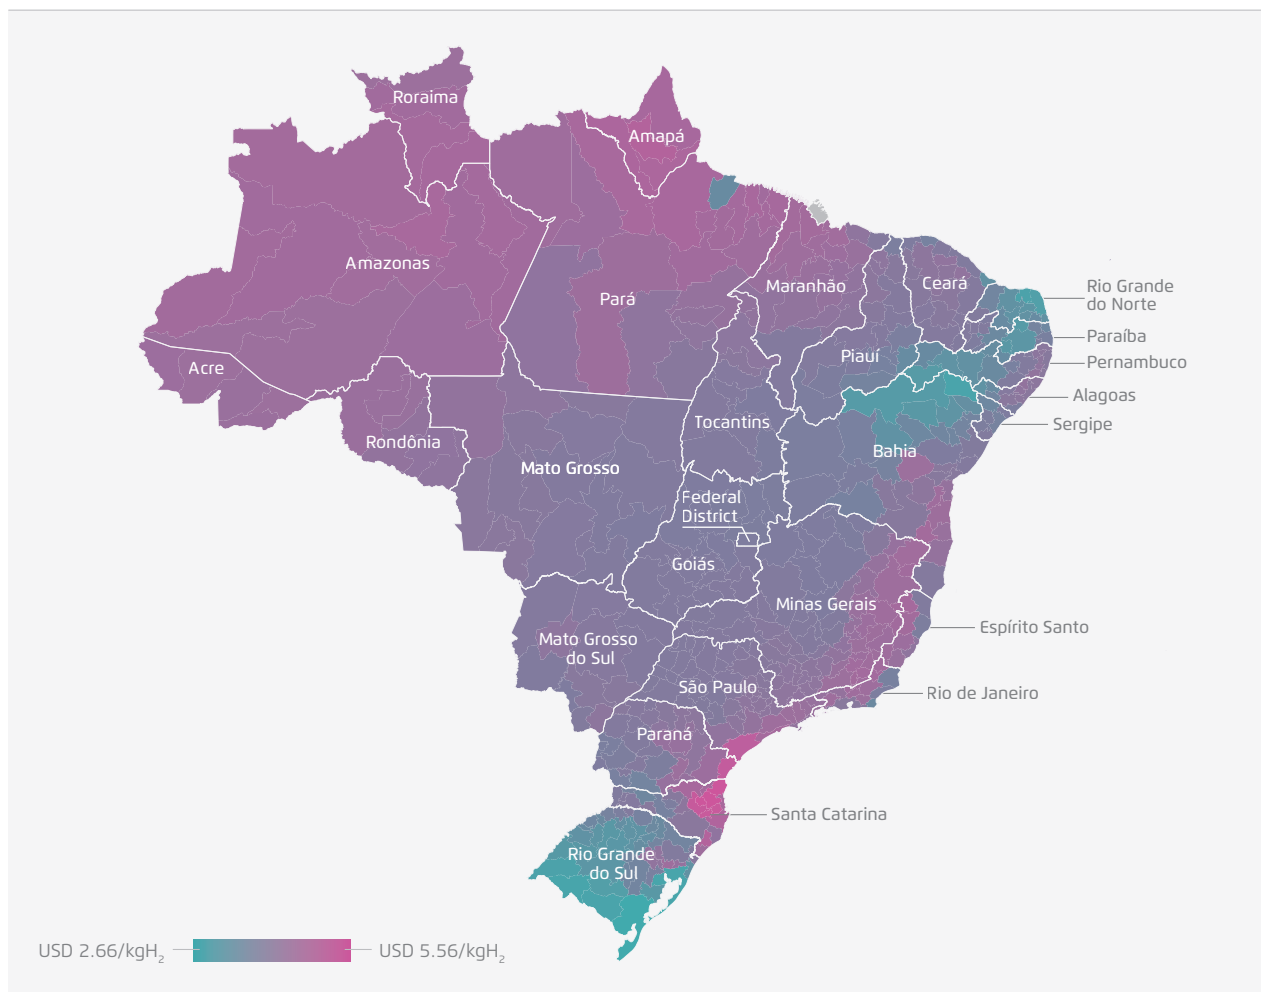 Roraima
Amapá
Amazonas
Pará
Maranhão
Ceará
Rio Grande
do Norte
Paraíba
Piauí
Pernambuco
Acre
Alagoas
Tocantins
Sergipe
Rondônia
Bahia
Mato Grosso
Federal
District
Goiás
Minas Gerais
Espírito Santo
Mato Grosso
do Sul
São Paulo
Rio de Janeiro
Paraná
Santa Catarina
Rio Grande
do Sul
USD 2.66/kgH₂
USD 5.56/kgH₂